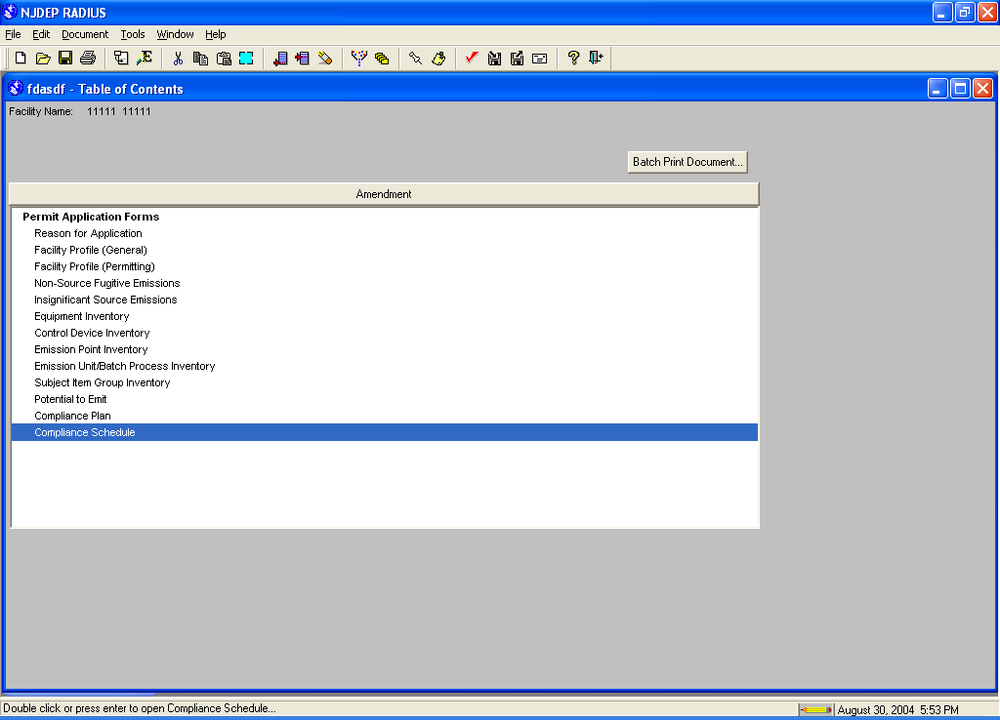 NJDEP RADIUS
File Edit Document Tools Window Help
fdasdf - Table of Contents
Facility Name: 11111 11111
Batch Print Document...
Amendment
Permit Application Forms
Reason for Application
Facility Profile (General)
Facility Profile (Permitting)
Non-Source Fugitive Emissions
Insignificant Source Emissions
Equipment Inventory
Control Device Inventory
Emission Point Inventory
Emission Unit/Batch Process Inventory
Subject Item Group Inventory
Potential to Emit
Compliance Plan
Compliance Schedule
Double click or press enter to open Compliance Schedule... August 30, 2004 5:53 PM